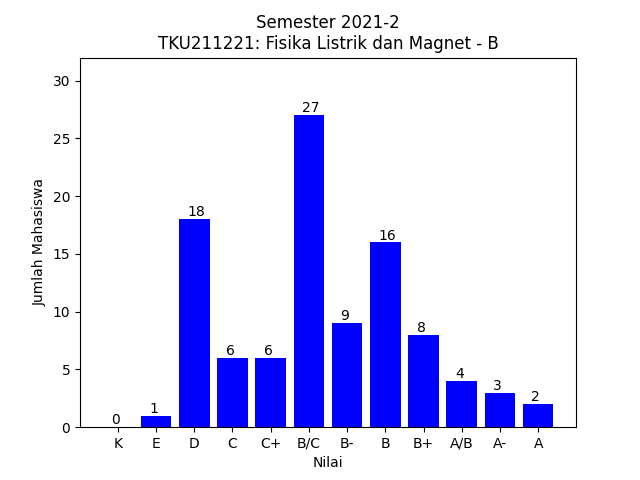 Semester 2021-2
TKU211221: Fisika Listrik dan Magnet - B
30
25
20
15
10
5
0
Jumlah Mahasiswa
0 1 18 6 6 27 9 16 8 4 3 2
K E D C C+ B/C B- B B+ A/B A- A
Nilai